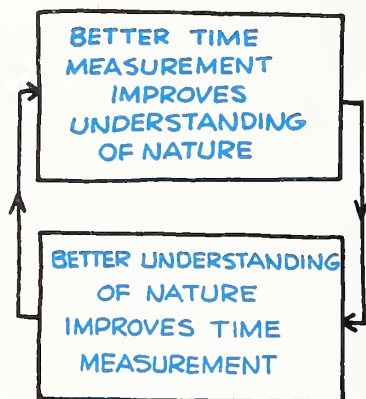 BETTER TIME
MEASUREMENT
IMPROVES
UNDERSTANDING
OF NATURE
BETTER UNDERSTANDING
OF NATURE
IMPROVES TIME
MEASUREMENT